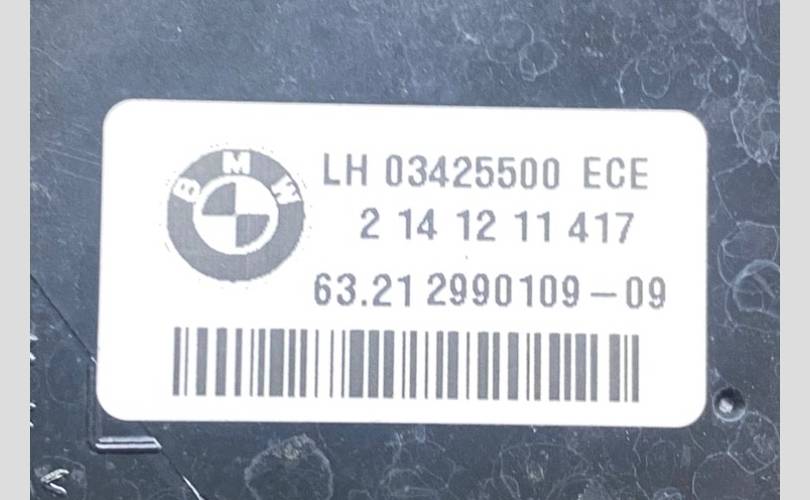 BMW
LH 03425500 ECE
2 14 12 11 417
63.21 2990109-09